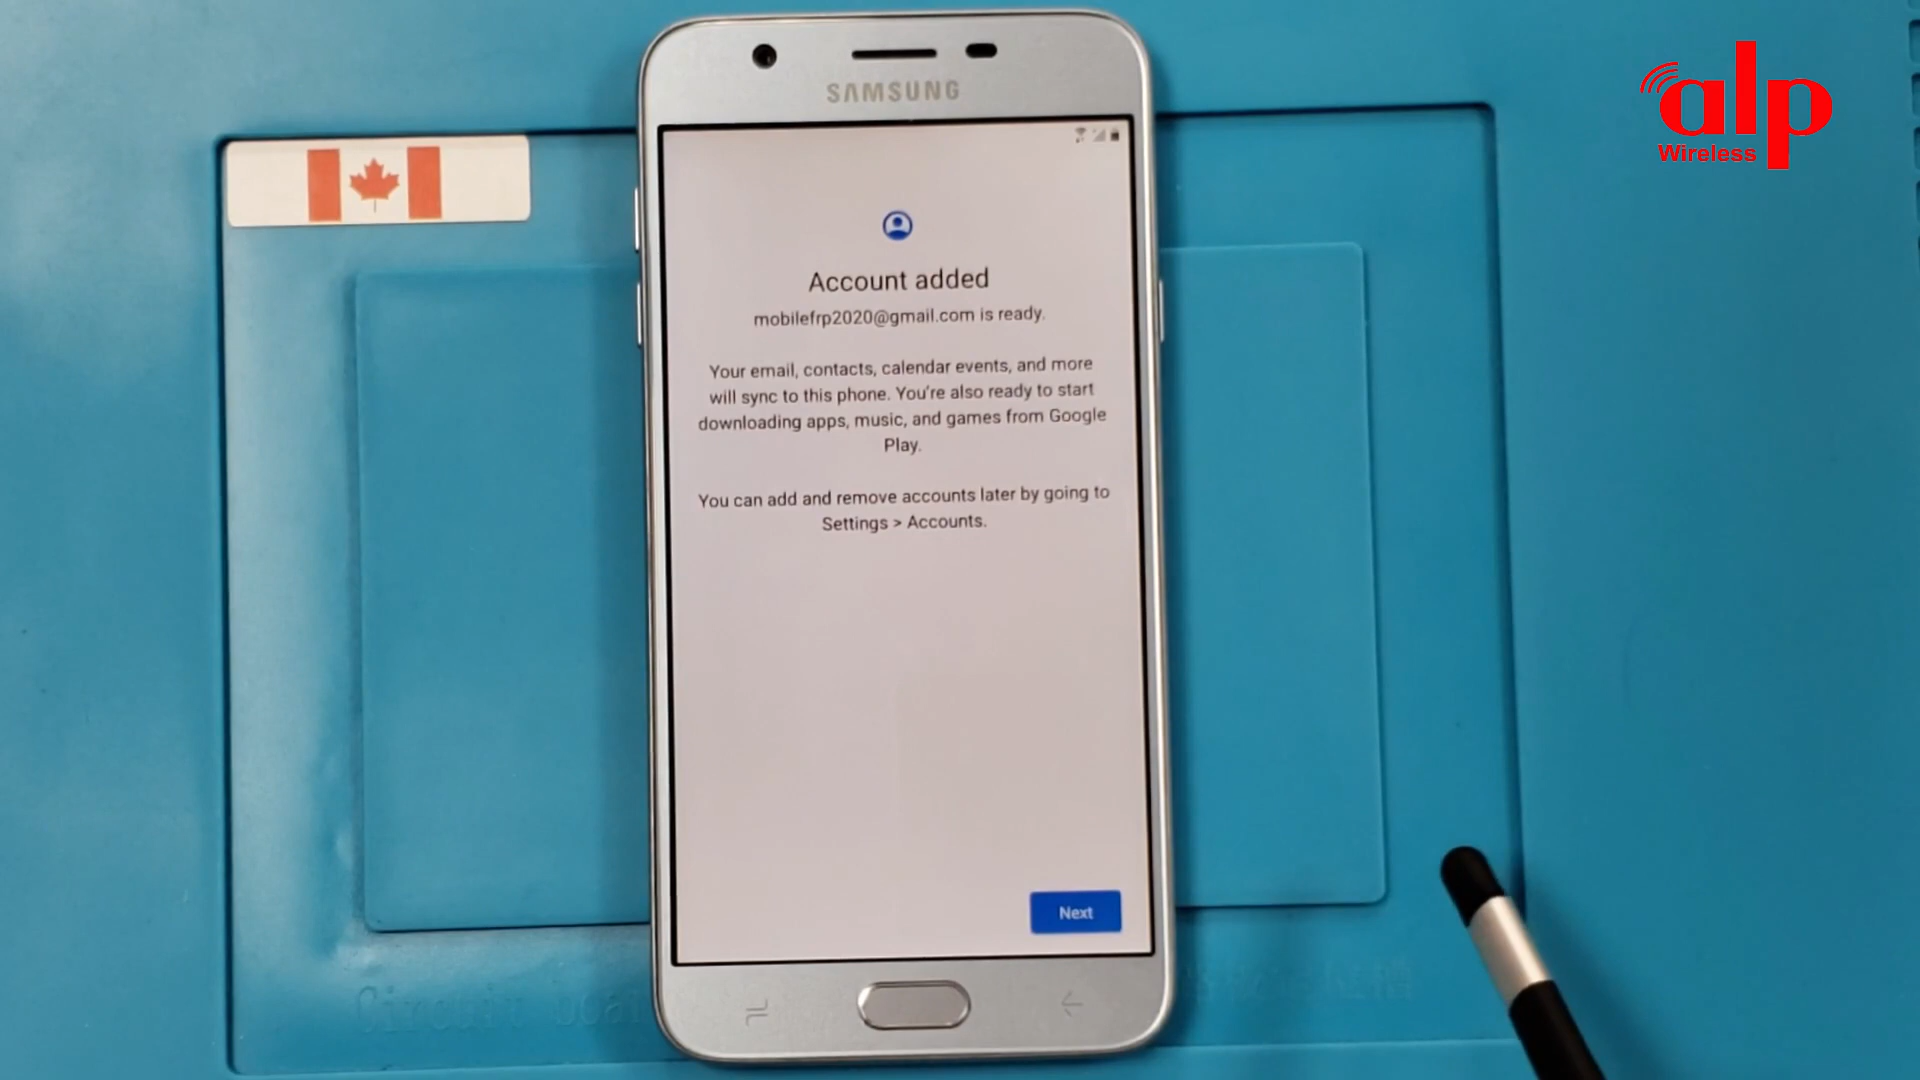 alp
Wireless
SAMSUNG
Account added
mobilefrp2020@gmail.com is ready.
Your email, contacts, calendar events, and more
will sync to this phone. You're also ready to start
downloading apps, music, and games from Google
Play.
You can add and remove accounts later by going to
Settings > Accounts.
Next
Circuit